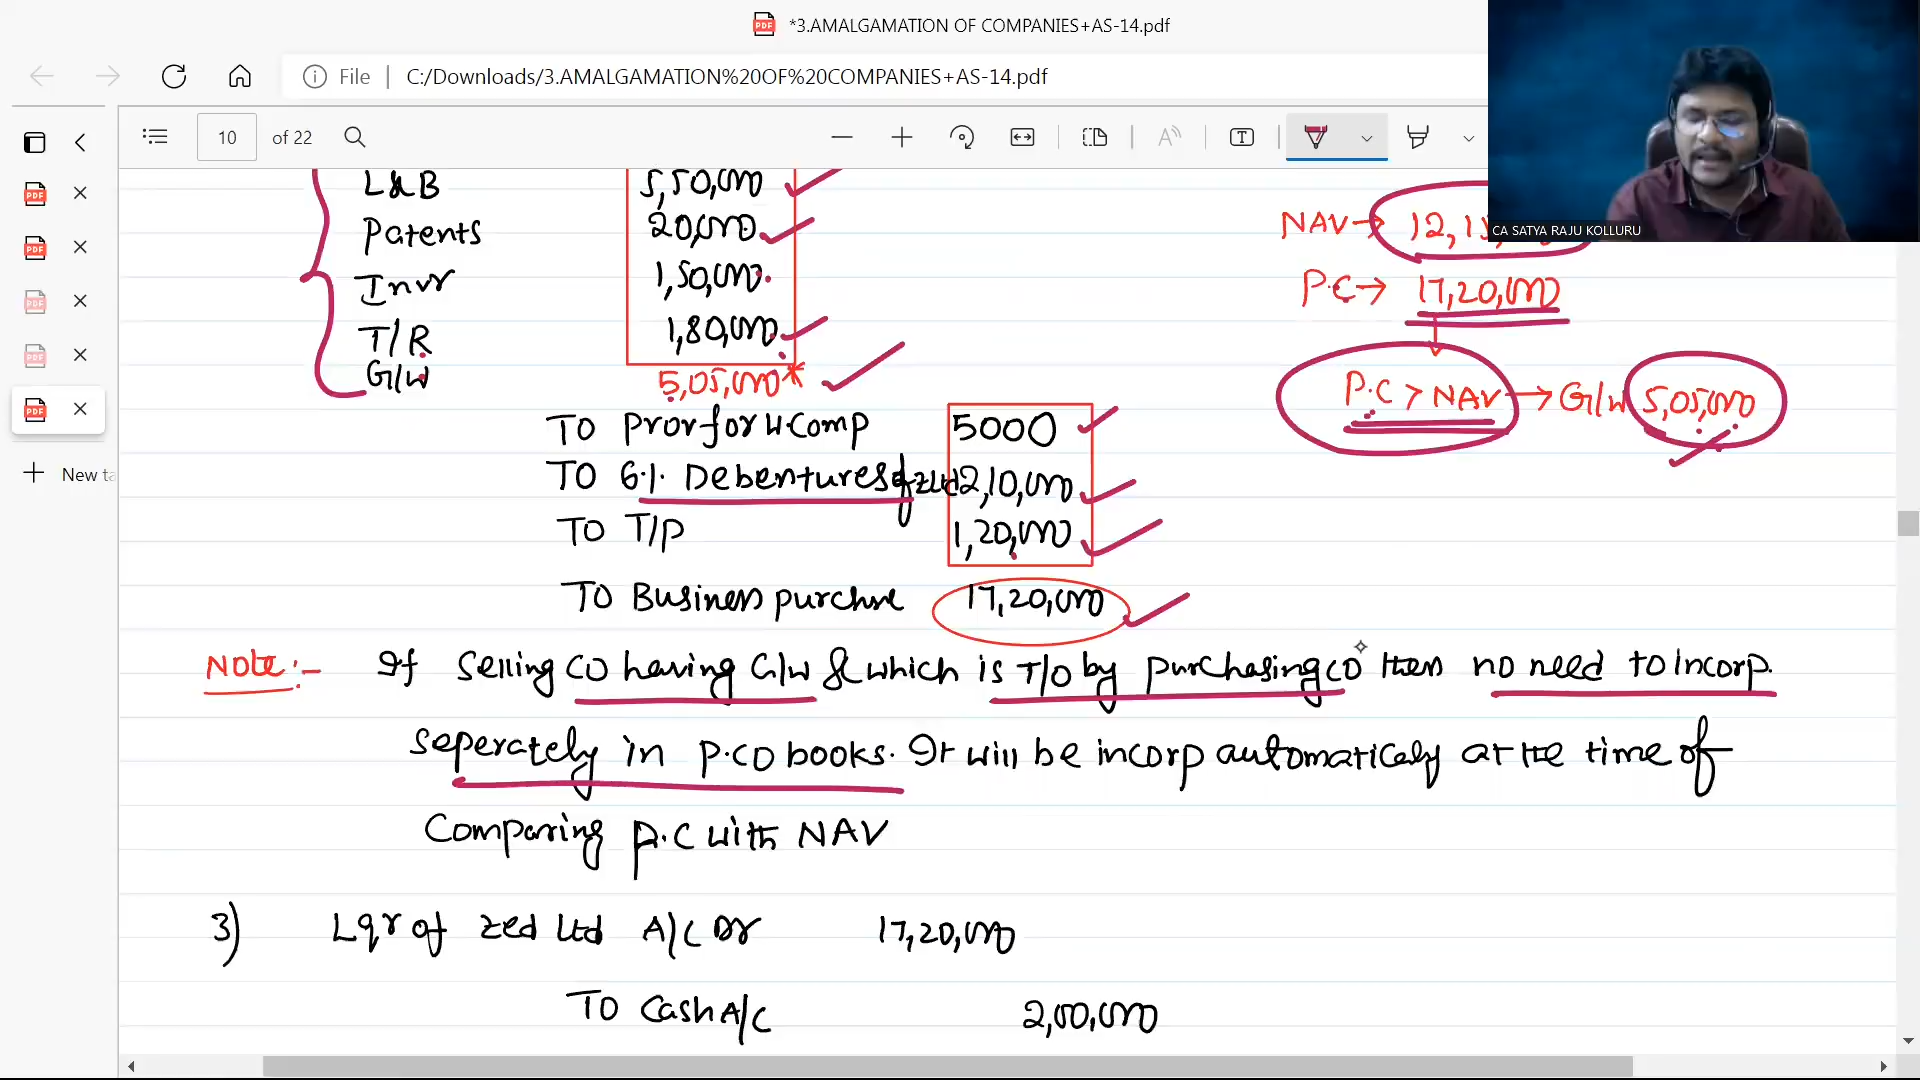 *3.AMALGAMATION OF COMPANIES+AS-14.pdf
File C:/Downloads/3.AMALGAMATION%20OF%20COMPANIES+AS-14.pdf
10 of 22
CA SATYA RAJU KOLLURU
New ta
L&B 5,50,000
Patents 20,000
Invr 1,50,000
T/R 1,80,000
G/W 5,05,000*
NAV → 12,15,
P.C → 17,20,000
P.C > NAV → G/W 5,05,000
TO Prov for W.Comp 5000
TO 6.1. Debentures of zLtd 2,10,000
TO T/P 1,20,000
TO Business purchase 17,20,000
Note:- If selling CO having G/W & which is T/O by purchasing CO then no need to incorp.
Seperately in P.CO books. It will be incorp automatically at the time of
Comparing P.C with NAV
3) Lqr of Zed Ltd A/C Dr 17,20,000
TO Cash A/C 2,00,000